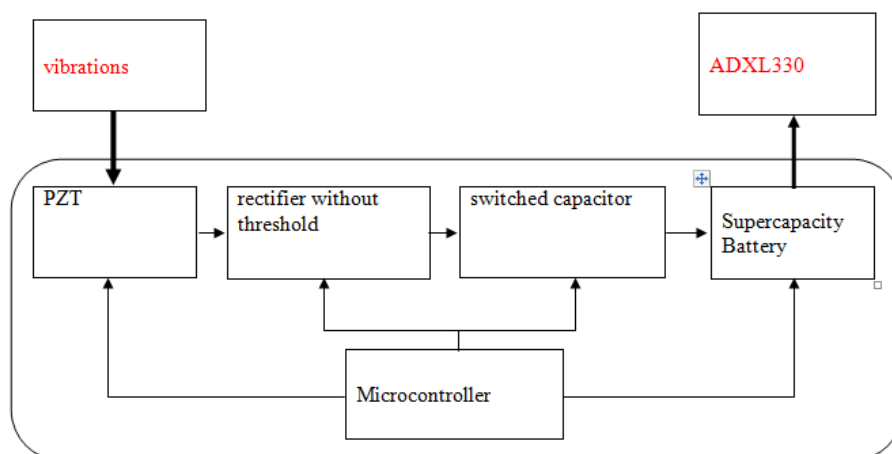 vibrations
ADXL330
PZT
rectifier without
threshold
switched capacitor
Supercapacity
Battery
Microcontroller